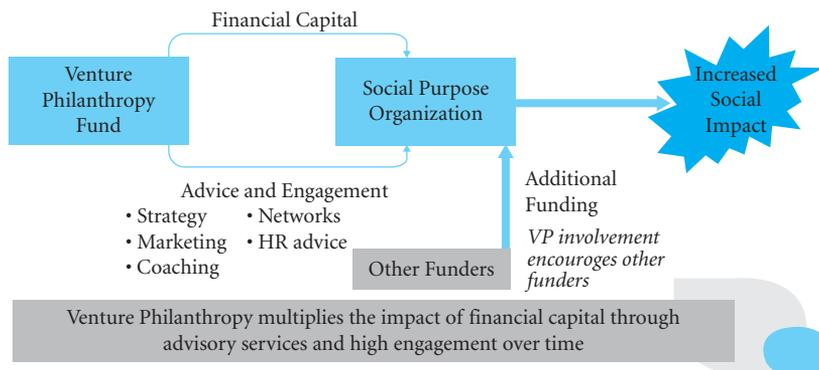 Financial Capital
Venture
Philanthropy
Fund
Social Purpose
Organization
Increased
Social
Impact
Advice and Engagement
• Strategy • Networks
• Marketing • HR advice
• Coaching
Additional
Funding
VP involvement
encouroges other
funders
Other Funders
Venture Philanthropy multiplies the impact of financial capital through
advisory services and high engagement over time